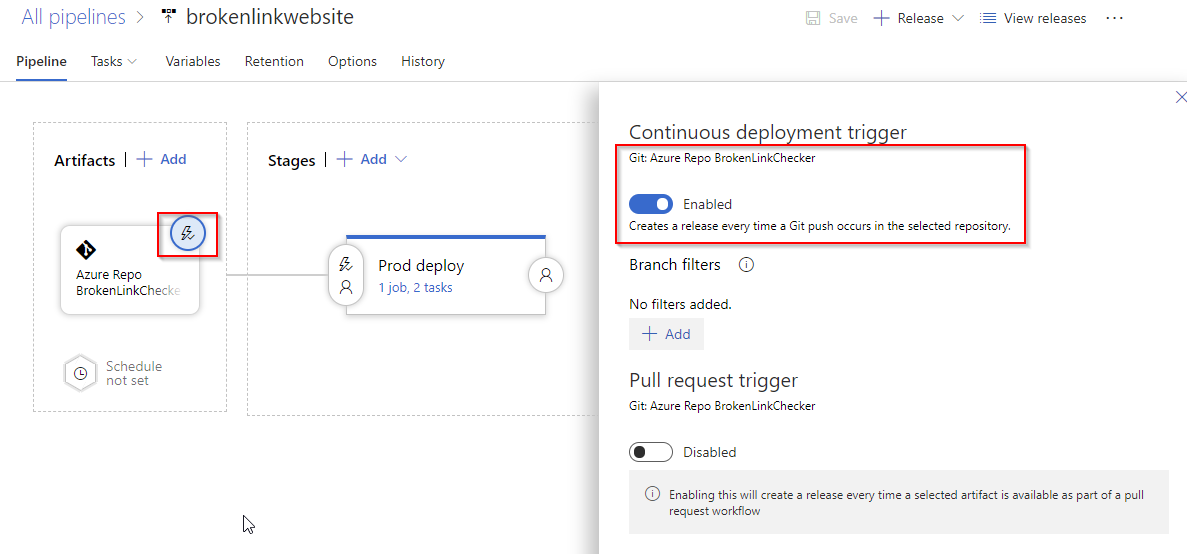 All pipelines > brokenlinkwebsite
Save
Release
View releases
...
Pipeline
Tasks
Variables
Retention
Options
History
Artifacts | + Add
Stages | + Add
Azure Repo
BrokenLinkChecke
Schedule
not set
Prod deploy
1 job, 2 tasks
Continuous deployment trigger
Git: Azure Repo BrokenLinkChecker
Enabled
Creates a release every time a Git push occurs in the selected repository.
Branch filters
No filters added.
+ Add
Pull request trigger
Git: Azure Repo BrokenLinkChecker
Disabled
Enabling this will create a release every time a selected artifact is available as part of a pull
request workflow